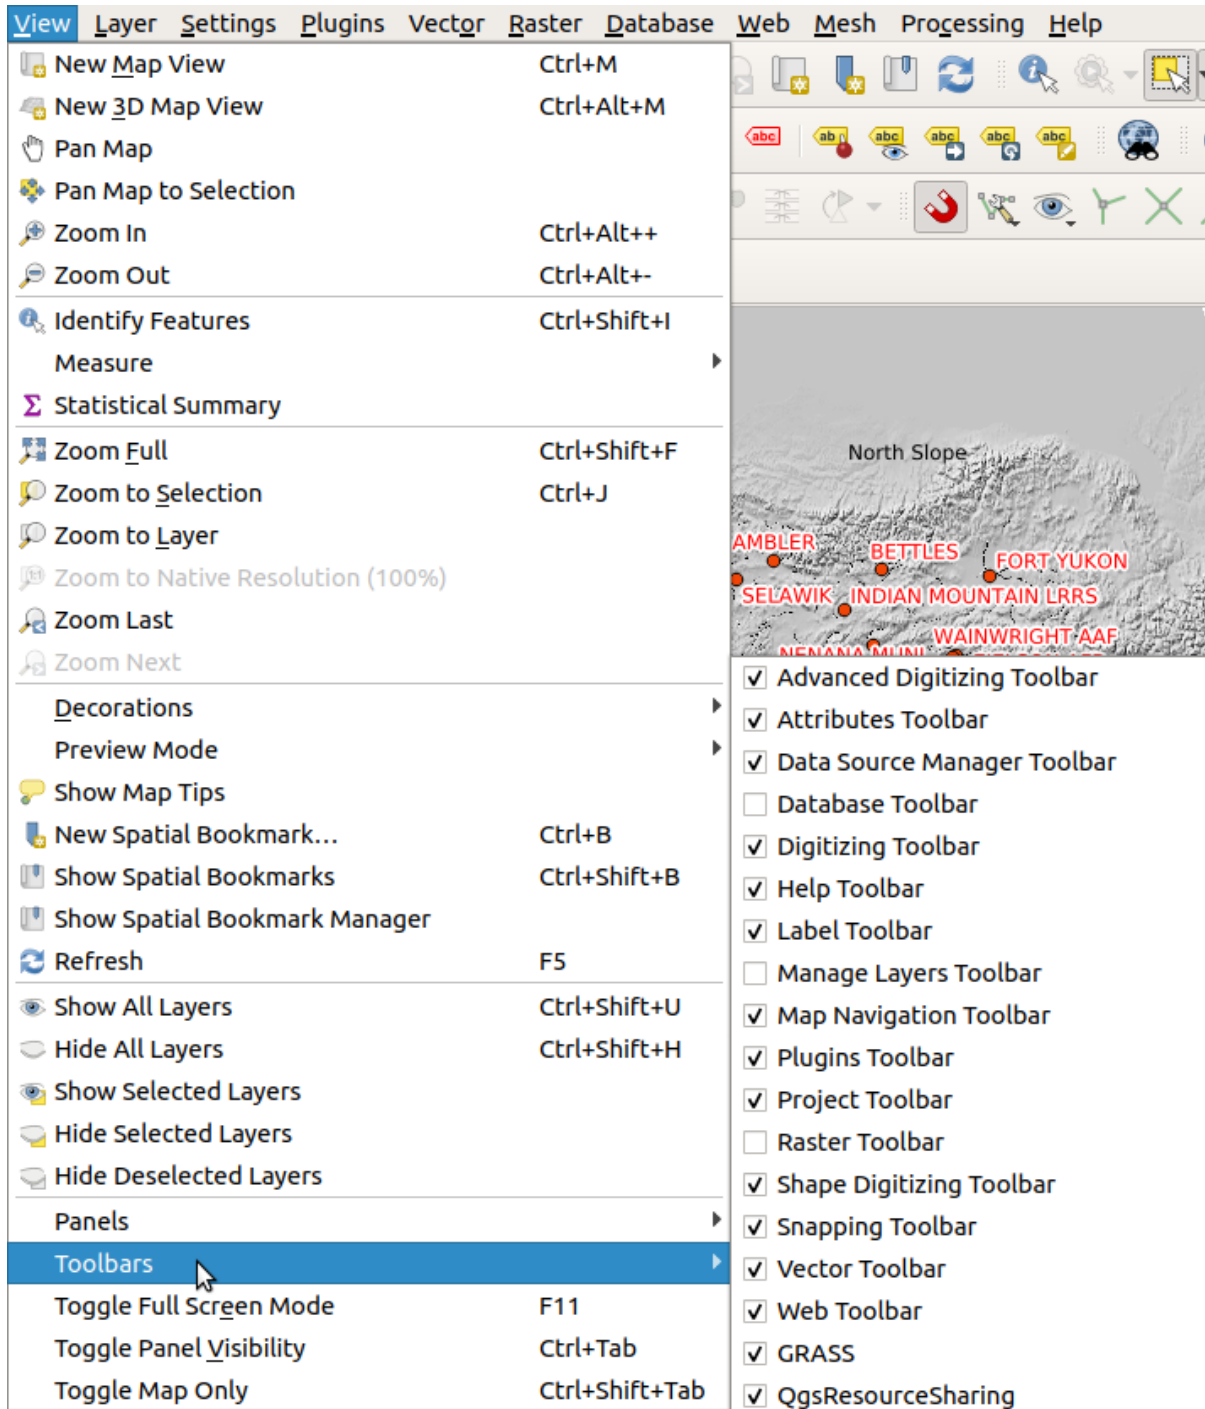 View Layer Settings Plugins Vector Raster Database Web Mesh Processing Help
New Map View Ctrl+M
New 3D Map View Ctrl+Alt+M
Pan Map
Pan Map to Selection
Zoom In Ctrl+Alt++
Zoom Out Ctrl+Alt+-
Identify Features Ctrl+Shift+I
Measure
Statistical Summary
Zoom Full Ctrl+Shift+F
Zoom to Selection Ctrl+J
Zoom to Layer
Zoom to Native Resolution (100%)
Zoom Last
Zoom Next
Decorations
Preview Mode
Show Map Tips
New Spatial Bookmark... Ctrl+B
Show Spatial Bookmarks Ctrl+Shift+B
Show Spatial Bookmark Manager
Refresh F5
Show All Layers Ctrl+Shift+U
Hide All Layers Ctrl+Shift+H
Show Selected Layers
Hide Selected Layers
Hide Deselected Layers
Panels
Toolbars
Toggle Full Screen Mode F11
Toggle Panel Visibility Ctrl+Tab
Toggle Map Only Ctrl+Shift+Tab
abc ab abc abc abc abc
North Slope
AMBLER
BETTLES
FORT YUKON
SELAWIK
INDIAN MOUNTAIN LRRS
WAINWRIGHT AAF
NENANA MUNI
Advanced Digitizing Toolbar
Attributes Toolbar
Data Source Manager Toolbar
Database Toolbar
Digitizing Toolbar
Help Toolbar
Label Toolbar
Manage Layers Toolbar
Map Navigation Toolbar
Plugins Toolbar
Project Toolbar
Raster Toolbar
Shape Digitizing Toolbar
Snapping Toolbar
Vector Toolbar
Web Toolbar
GRASS
QgsResourceSharing